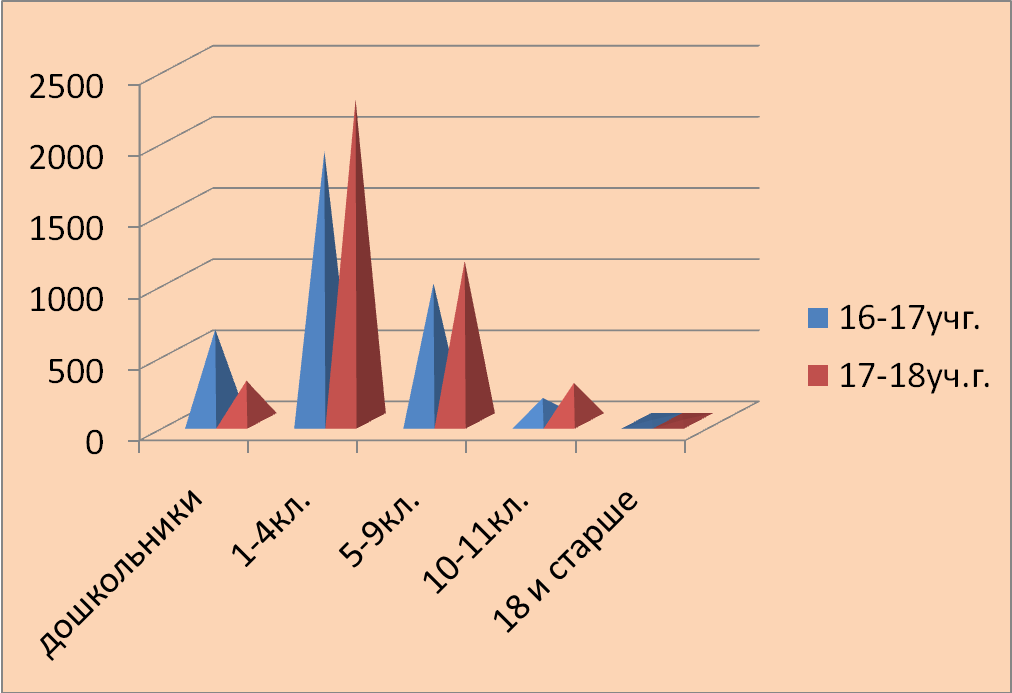 2500
2000
1500
1000
500
0
дошкольники
1-4кл.
5-9кл.
10-11кл.
18 и старше
16-17учг.
17-18уч.г.